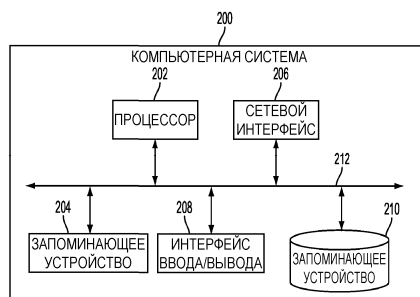 200
КОМПЬЮТЕРНАЯ СИСТЕМА
202
206
ПРОЦЕССОР
СЕТЕВОЙ
ИНТЕРФЕЙС
212
204
208
210
ЗАПОМИНАЮЩЕЕ
УСТРОЙСТВО
ИНТЕРФЕЙС
ВВОДА/ВЫВОДА
ЗАПОМИНАЮЩЕЕ
УСТРОЙСТВО